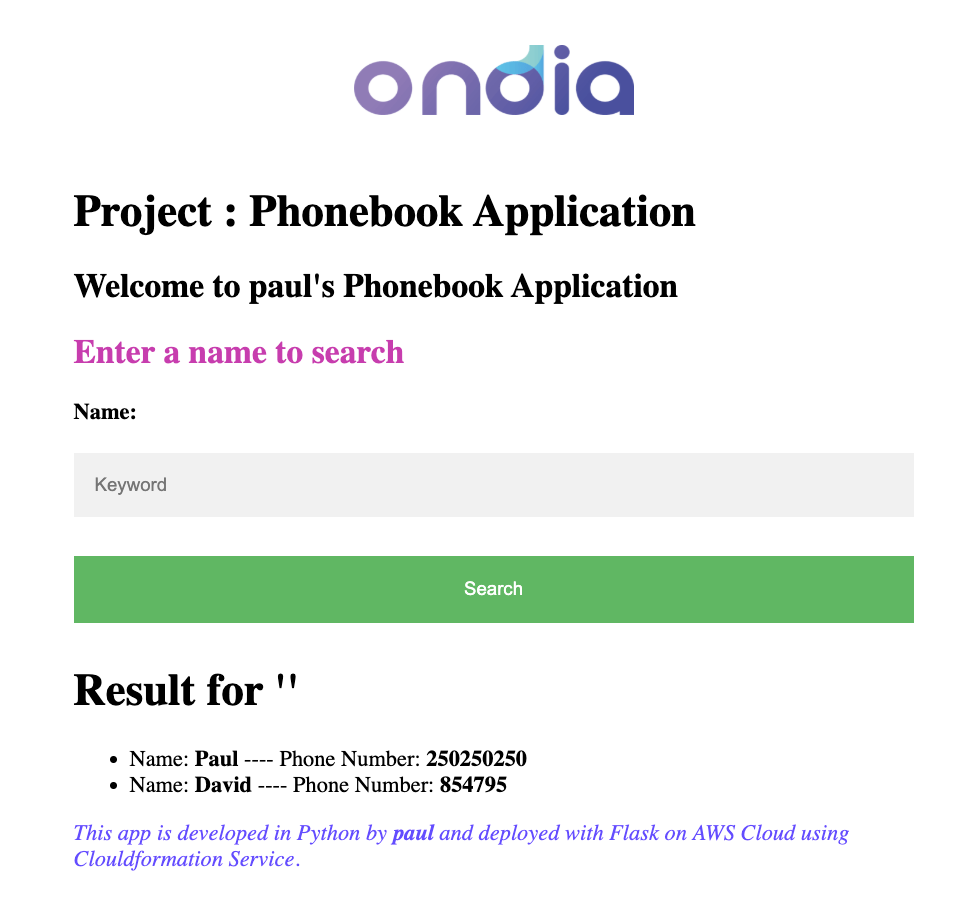 ondia
Project : Phonebook Application
Welcome to paul's Phonebook Application
Enter a name to search
Name:
Keyword
Search
Result for ''
• Name: Paul ---- Phone Number: 250250250
• Name: David ---- Phone Number: 854795
This app is developed in Python by paul and deployed with Flask on AWS Cloud using
Clouldformation Service.